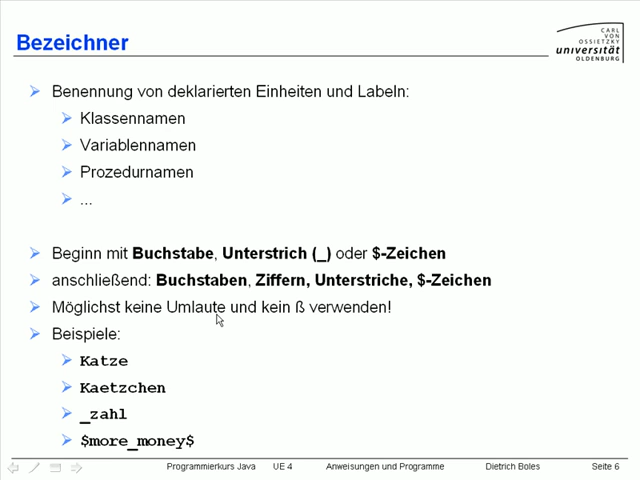 Bezeichner
CARL
VON
OSSIETZKY
universität
OLDENBURG
Benennung von deklarierten Einheiten und Labeln:
Klassennamen
Variablennamen
Prozedurnamen
...
Beginn mit Buchstabe, Unterstrich (_) oder $-Zeichen
anschließend: Buchstaben, Ziffern, Unterstriche, $-Zeichen
Möglichst keine Umlaute und kein ß verwenden!
Beispiele:
Katze
Kaetzchen
_zahl
$more_money$
Programmierkurs Java UE 4 Anweisungen und Programme Dietrich Boles Seite 6